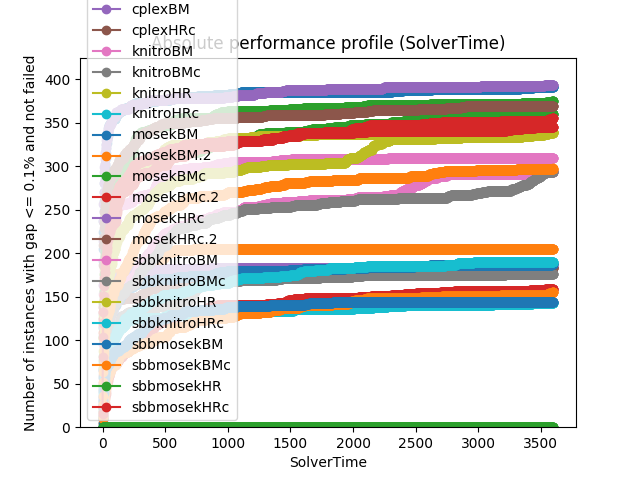 Absolute performance profile (SolverTime)
cplexBM
cplexHRc
knitroBM
knitroBMc
knitroHR
knitroHRc
mosekBM
mosekBM.2
mosekBMc
mosekBMc.2
mosekHRc
mosekHRc.2
sbbknitroBM
sbbknitroBMc
sbbknitroHR
sbbknitroHRc
sbbmosekBM
sbbmosekBMc
sbbmosekHR
sbbmosekHRc
Number of instances with gap <= 0.1% and not failed
400
350
300
250
200
150
100
50
0
0 500 1000 1500 2000 2500 3000 3500
SolverTime